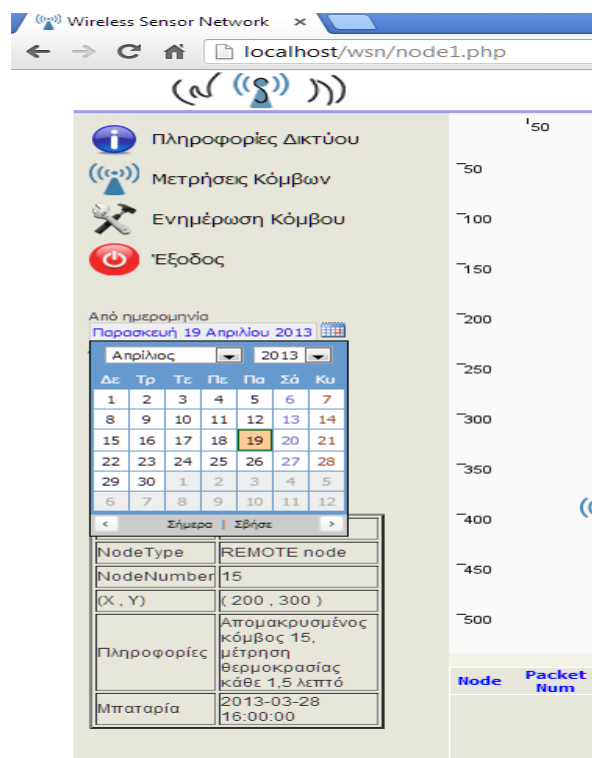 Wireless Sensor Network ×
localhost/wsn/node1.php
Πληροφορίες Δικτύου
Μετρήσεις Κόμβων
Ενημέρωση Κόμβου
Έξοδος
Από ημερομηνία
Παρασκευή 19 Απριλίου 2013
Απρίλιος 2013
Δε Τρ Τε Πε Πα Σά Κυ
1 2 3 4 5 6 7
8 9 10 11 12 13 14
15 16 17 18 19 20 21
22 23 24 25 26 27 28
29 30 1 2 3 4 5
6 7 8 9 10 11 12
< Σήμερα | Σβήσε >
NodeType REMOTE node
NodeNumber 15
(X , Y) ( 200 , 300 )
Πληροφορίες Απομακρυσμένος
κόμβος 15,
μέτρηση
θερμοκρασίας
κάθε 1,5 λεπτό
Μπαταρία 2013-03-28
16:00:00
50
50
100
150
200
250
300
350
400
450
500
Node Packet
Num